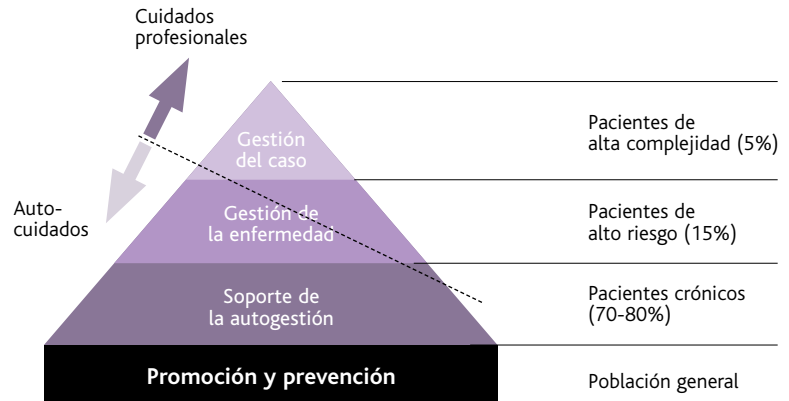 Cuidados
profesionales
Auto-
cuidados
Gestión
del caso
Pacientes de
alta complejidad (5%)
Gestión de
la enfermedad
Pacientes de
alto riesgo (15%)
Soporte de
la autogestión
Pacientes crónicos
(70-80%)
Promoción y prevención
Población general